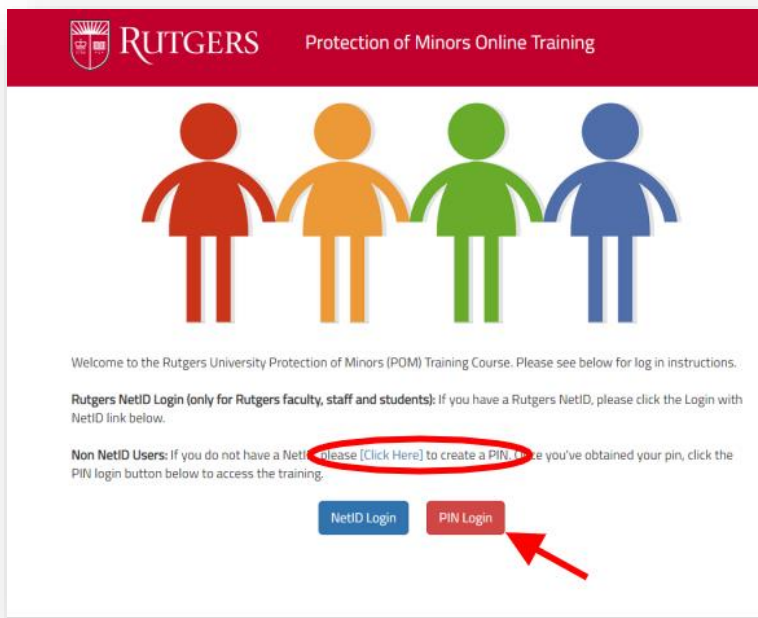 RUTGERS Protection of Minors Online Training
Welcome to the Rutgers University Protection of Minors (POM) Training Course. Please see below for log in instructions.
Rutgers NetID Login (only for Rutgers faculty, staff and students): If you have a Rutgers NetID, please click the Login with
NetID link below.
Non NetID Users: If you do not have a NetID please [Click Here] to create a PIN. Once you've obtained your pin, click the
PIN login button below to access the training.
NetID Login PIN Login